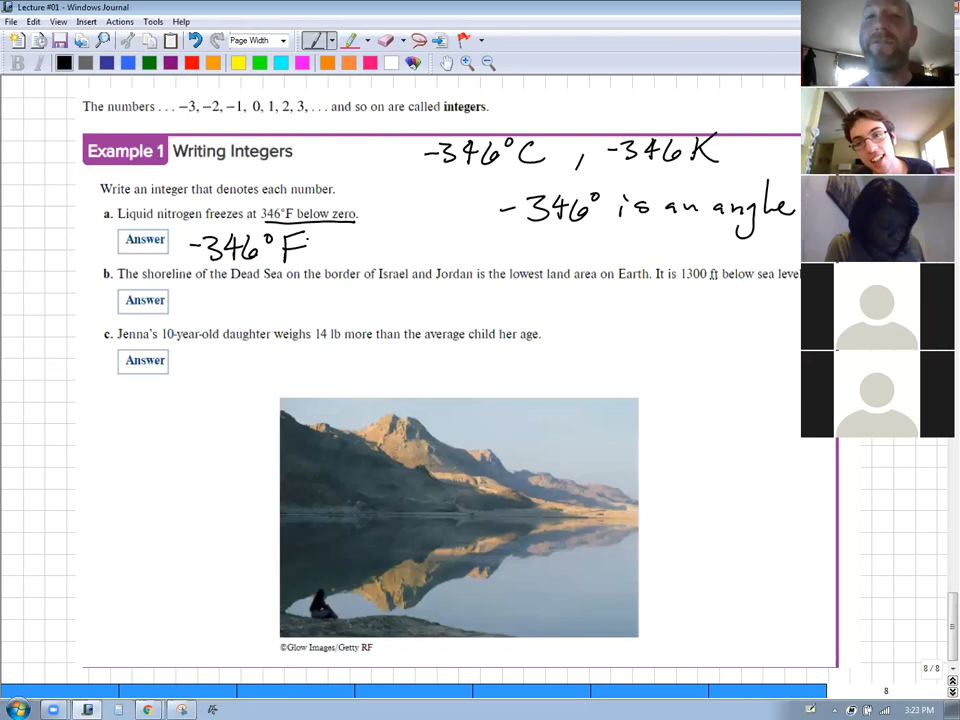 Lecture #01 - Windows Journal
File Edit View Insert Actions Tools Help
Page Width
The numbers . . . −3, −2, −1, 0, 1, 2, 3, . . . and so on are called integers.
Example 1 Writing Integers
-346°C , -346K
Write an integer that denotes each number.
-346° is an angle
a. Liquid nitrogen freezes at 346°F below zero.
Answer -346°F
b. The shoreline of the Dead Sea on the border of Israel and Jordan is the lowest land area on Earth. It is 1300 ft below sea level
Answer
c. Jenna's 10-year-old daughter weighs 14 lb more than the average child her age.
Answer
©Glow Images/Getty RF
8 / 8
8
3:23 PM